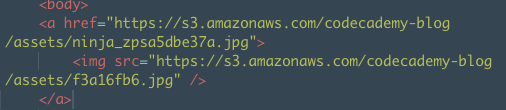 <body>
<a href="https://s3.amazonaws.com/codecademy-blog
/assets/ninja_zpsa5dbe37a.jpg">
<img src="https://s3.amazonaws.com/codecademy-blog
/assets/f3a16fb6.jpg" />
</a>